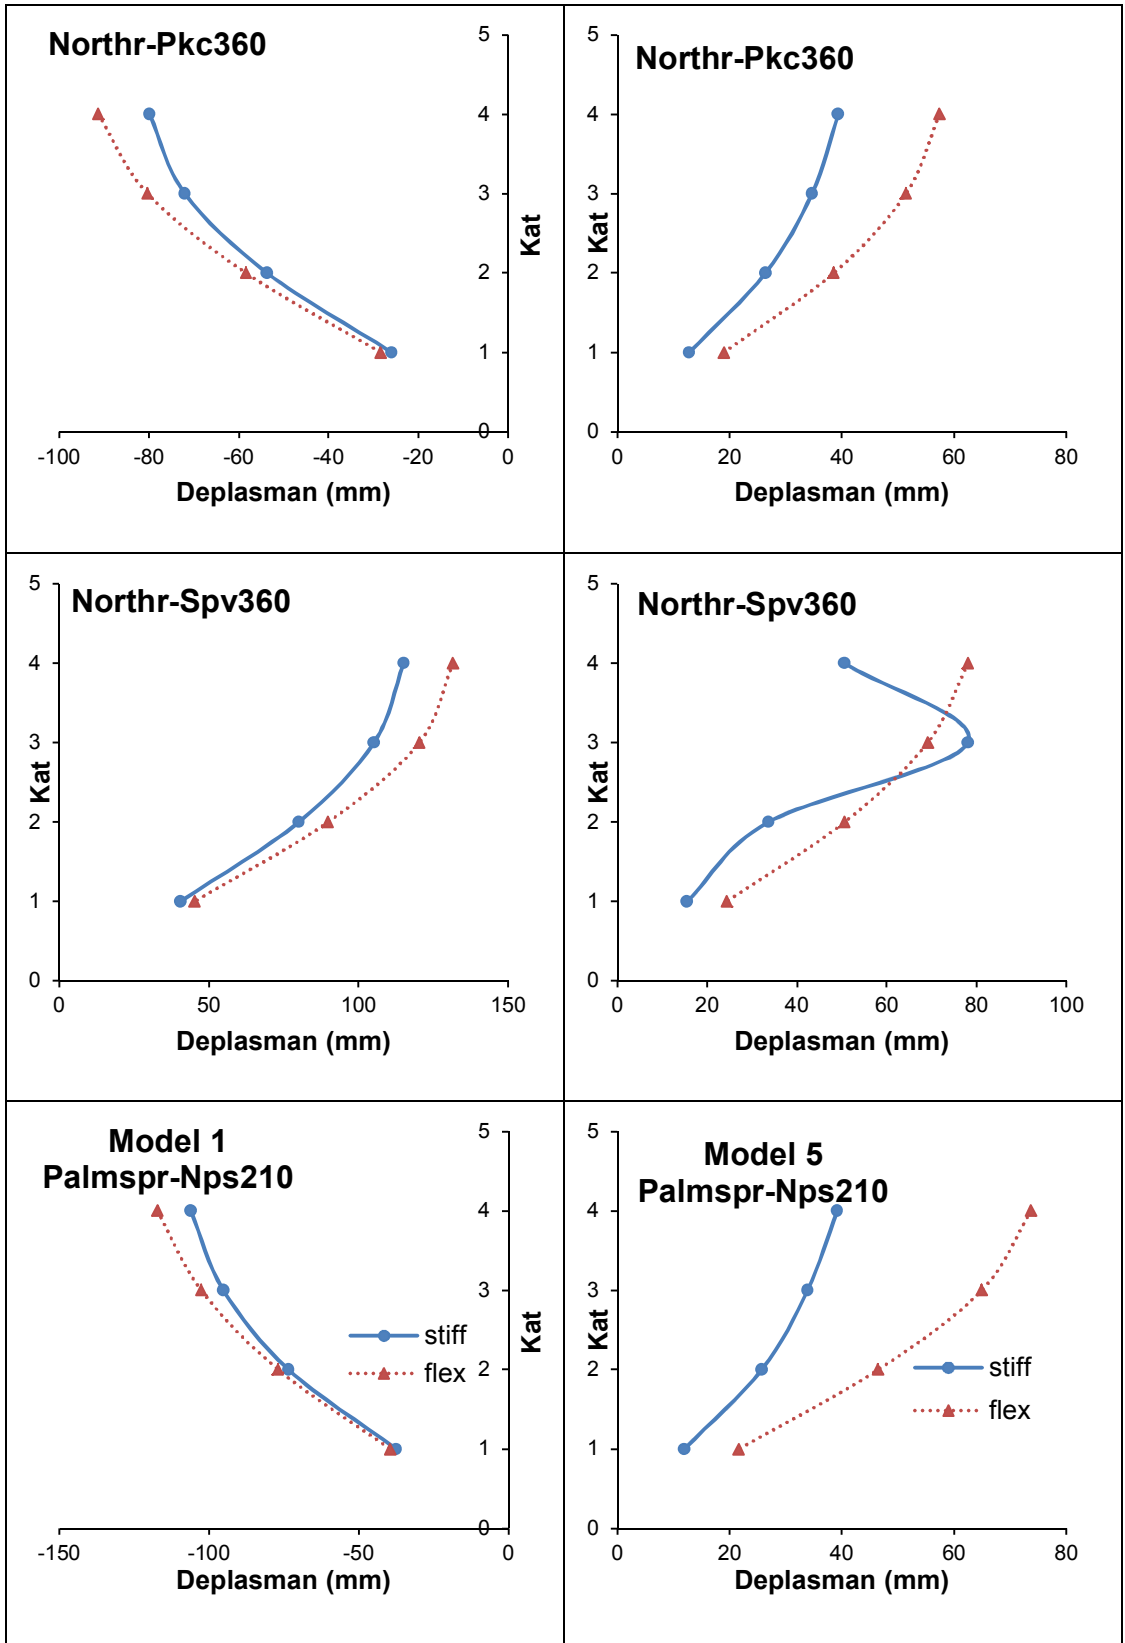 Northr-Pkc360
5
4
3
2
1
0
Kat
-100 -80 -60 -40 -20 0
Deplasman (mm)
Northr-Pkc360
5
4
3
2
1
0
Kat
0 20 40 60 80
Deplasman (mm)
Northr-Spv360
5
4
3
2
1
0
Kat
0 50 100 150
Deplasman (mm)
Northr-Spv360
5
4
3
2
1
0
Kat
0 20 40 60 80 100
Deplasman (mm)
Model 1
Palmspr-Nps210
5
4
3
2
1
0
Kat
stiff
flex
-150 -100 -50 0
Deplasman (mm)
Model 5
Palmspr-Nps210
5
4
3
2
1
0
Kat
stiff
flex
0 20 40 60 80
Deplasman (mm)